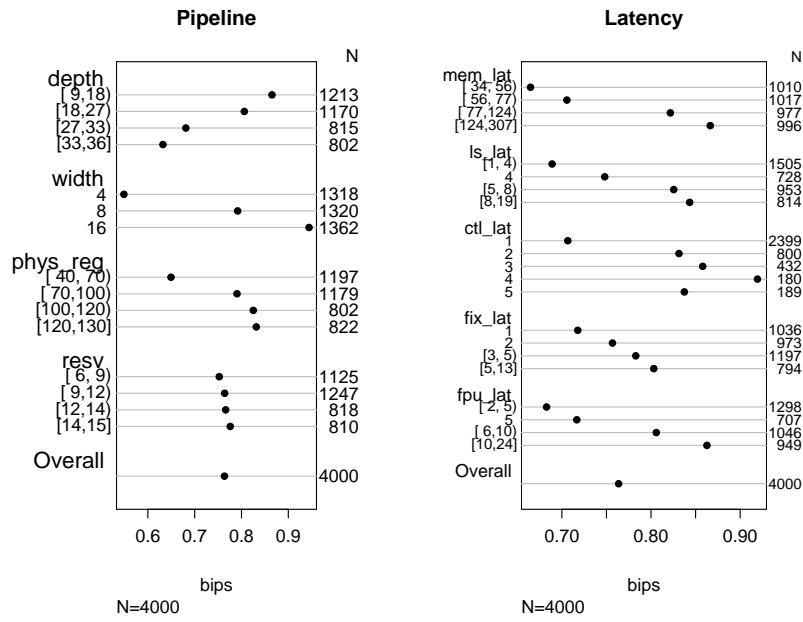 Pipeline
N
depth
[ 9,18) 1213
[18,27) 1170
[27,33) 815
[33,36] 802
width
4 1318
8 1320
16 1362
phys_reg
[ 40, 70) 1197
[ 70,100) 1179
[100,120) 802
[120,130] 822
resv
[ 6, 9) 1125
[ 9,12) 1247
[12,14) 818
[14,15] 810
Overall
4000
0.6 0.7 0.8 0.9
bips
N=4000
Latency
N
mem_lat
[ 34, 56) 1010
[ 56, 77) 1017
[ 77,124) 977
[124,307] 996
ls_lat
[1, 4) 1505
4 728
[5, 8) 953
[8,19] 814
ctl_lat
1 2399
2 800
3 432
4 180
5 189
fix_lat
1 1036
2 973
[3, 5) 1197
[5,13] 794
fpu_lat
[ 2, 5) 1298
5 707
[ 6,10) 1046
[10,24] 949
Overall
4000
0.70 0.80 0.90
bips
N=4000